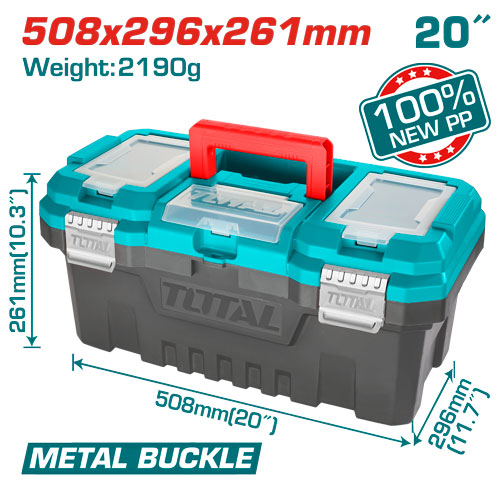 508x296x261mm
20″
Weight:2190g
100%
NEW PP
261mm(10.3″)
TOTAL
TOTAL
TOTAL
TOTAL
508mm(20″)
296mm
(11.7″)
METAL BUCKLE